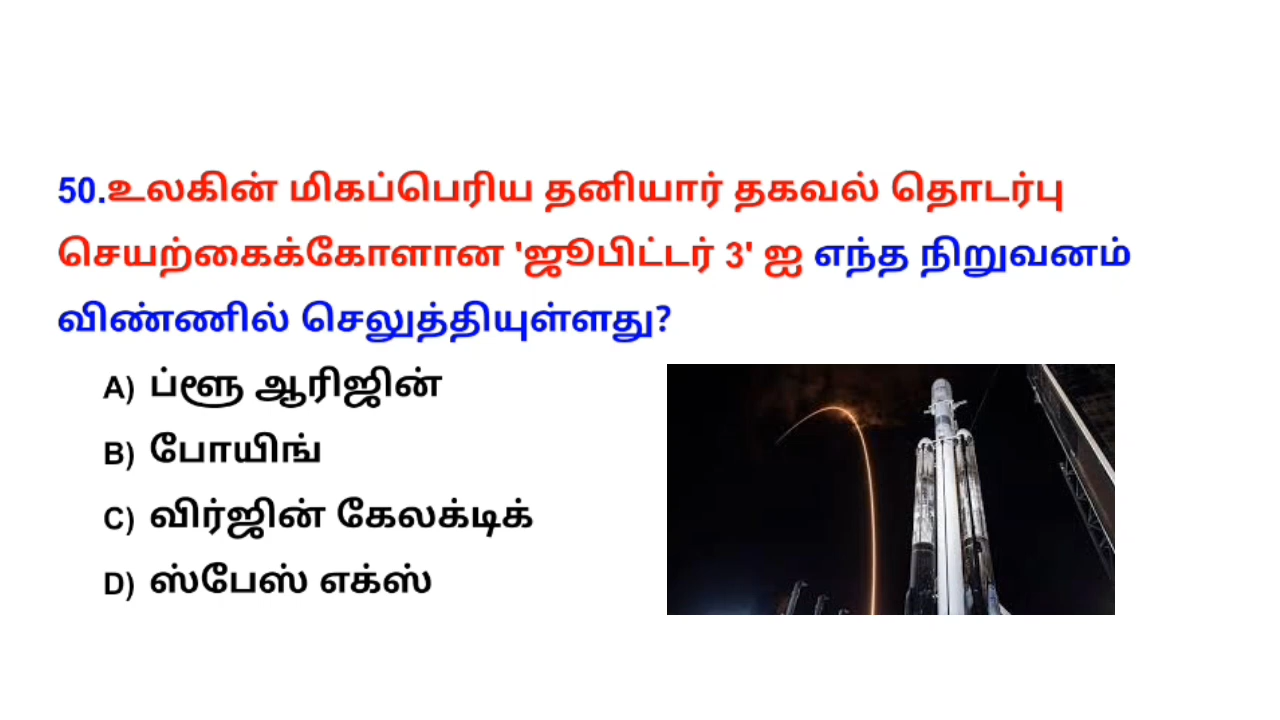 50.உலகின் மிகப்பெரிய தனியார் தகவல் தொடர்பு
செயற்கைக்கோளான 'ஜூபிட்டர் 3' ஐ எந்த நிறுவனம்
விண்ணில் செலுத்தியுள்ளது?
A) ப்ளூ ஆரிஜின்
B) போயிங்
C) விர்ஜின் கேலக்டிக்
D) ஸ்பேஸ் எக்ஸ்